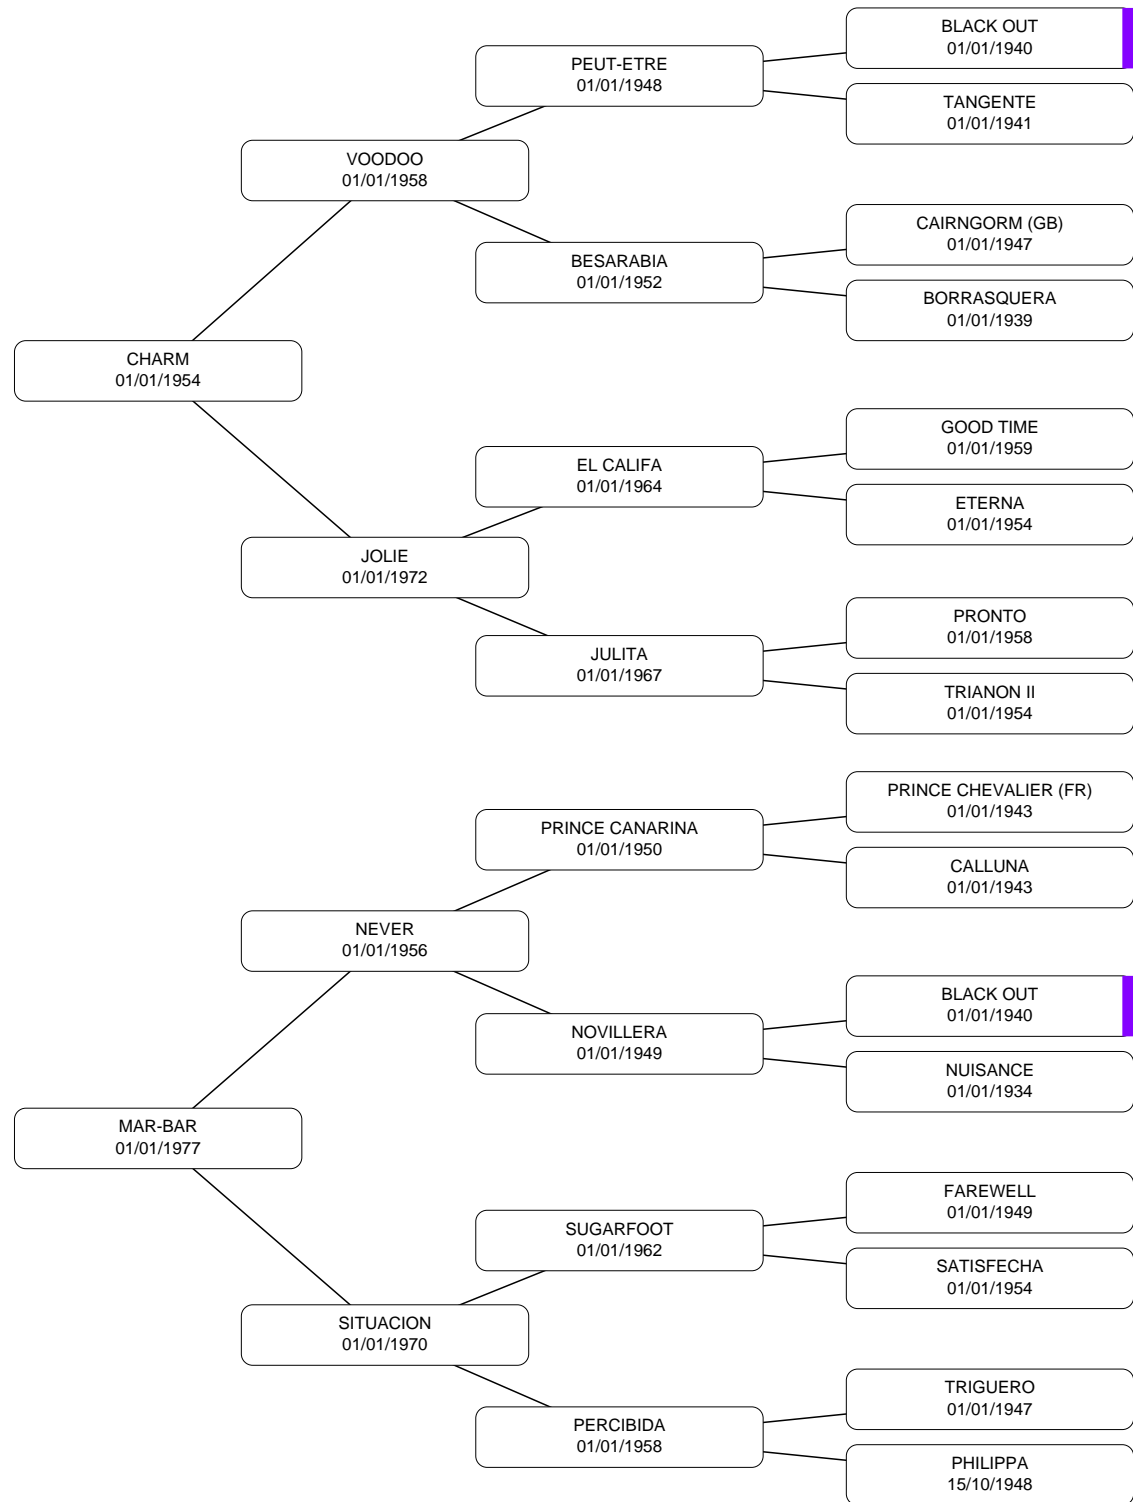 BLACK OUT
01/01/1940
PEUT-ETRE
01/01/1948
TANGENTE
01/01/1941
VOODOO
01/01/1958
CAIRNGORM (GB)
01/01/1947
BESARABIA
01/01/1952
BORRASQUERA
01/01/1939
CHARM
01/01/1954
GOOD TIME
01/01/1959
EL CALIFA
01/01/1964
ETERNA
01/01/1954
JOLIE
01/01/1972
PRONTO
01/01/1958
JULITA
01/01/1967
TRIANON II
01/01/1954
PRINCE CHEVALIER (FR)
01/01/1943
PRINCE CANARINA
01/01/1950
CALLUNA
01/01/1943
NEVER
01/01/1956
BLACK OUT
01/01/1940
NOVILLERA
01/01/1949
NUISANCE
01/01/1934
MAR-BAR
01/01/1977
FAREWELL
01/01/1949
SUGARFOOT
01/01/1962
SATISFECHA
01/01/1954
SITUACION
01/01/1970
TRIGUERO
01/01/1947
PERCIBIDA
01/01/1958
PHILIPPA
15/10/1948